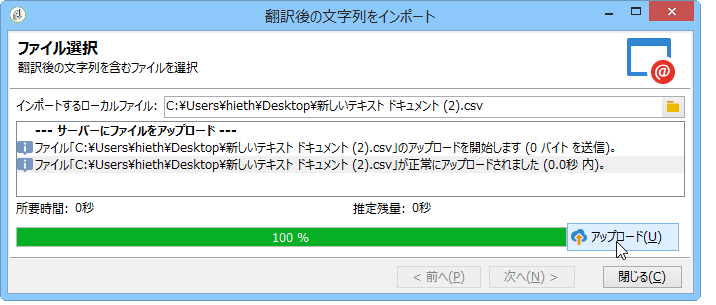 翻訳後の文字列をインポート
ファイル選択
翻訳後の文字列を含むファイルを選択
インポートするローカルファイル: C:¥Users¥hieth¥Desktop¥新しいテキスト ドキュメント (2).csv
--- サーバーにファイルをアップロード ---
ファイル「C:¥Users¥hieth¥Desktop¥新しいテキスト ドキュメント (2).csv」のアップロードを開始します (0 バイト を送信)。
ファイル「C:¥Users¥hieth¥Desktop¥新しいテキスト ドキュメント (2).csv」が正常にアップロードされました (0.0秒 内)。
所要時間: 0秒 推定残量: 0秒
100 % アップロード(U)
< 前へ(P) 次へ(N) > 閉じる(C)